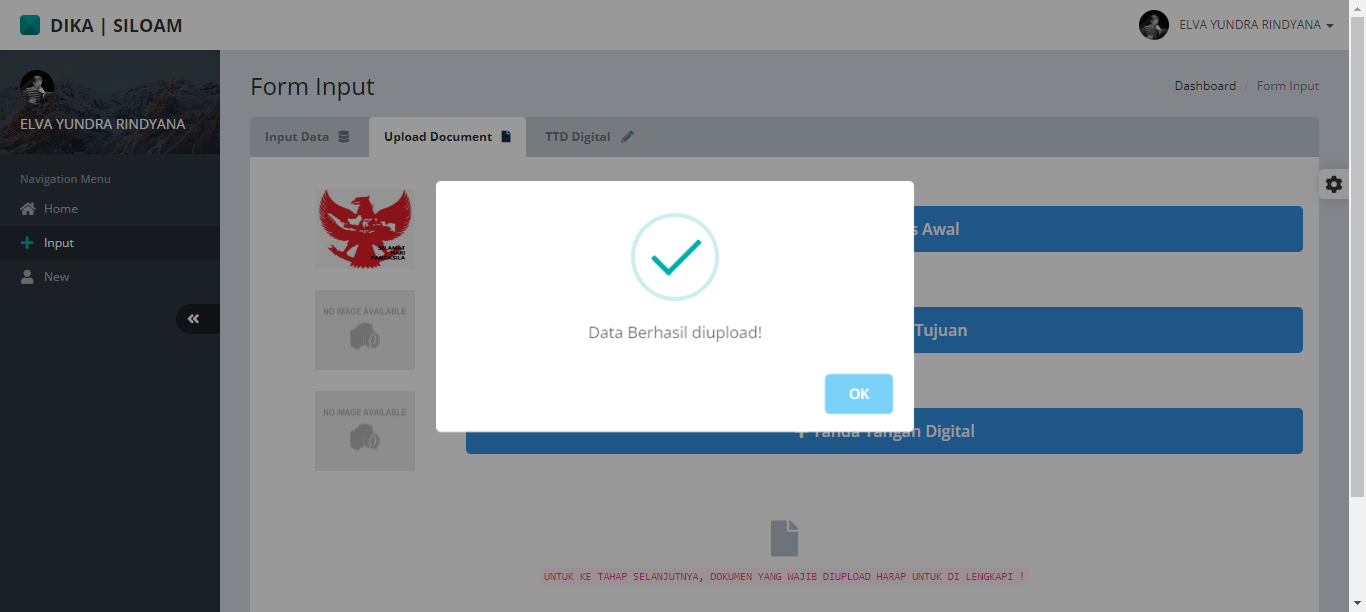 DIKA | SILOAM
ELVA YUNDRA RINDYANA
ELVA YUNDRA RINDYANA
Navigation Menu
Home
Input
New
Form Input
Dashboard / Form Input
Input Data
Upload Document
TTD Digital
SELAMAT
HARI
PANCASILA
Awal
NO IMAGE AVAILABLE
Tujuan
NO IMAGE AVAILABLE
Tanda Tangan Digital
Data Berhasil diupload!
OK
UNTUK KE TAHAP SELANJUTNYA, DOKUMEN YANG WAJIB DIUPLOAD HARAP UNTUK DI LENGKAPI !